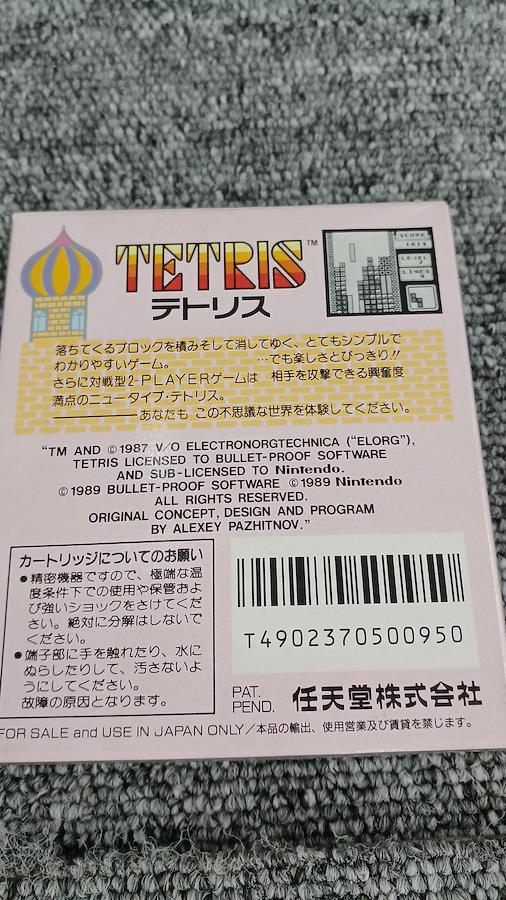 TETRIS™
テトリス
SCORE
LEVEL
LINES
落ちてくるブロックを積みそして消してゆく、とてもシンプルで
わかりやすいゲーム。 …でも楽しさとびっきり!!
さらに対戦型2-PLAYERゲームは 相手を攻撃できる興奮度
満点のニュータイプ・テトリス。
――――あなたも この不思議な世界を体験してください。
"TM AND ©1987 V/O ELECTRONORGTECHNICA ("ELORG"),
TETRIS LICENSED TO BULLET-PROOF SOFTWARE
AND SUB-LICENSED TO Nintendo.
©1989 BULLET-PROOF SOFTWARE ©1989 Nintendo
ALL RIGHTS RESERVED.
ORIGINAL CONCEPT, DESIGN AND PROGRAM
BY ALEXEY PAZHITNOV."
カートリッジについてのお願い
●精密機器ですので、極端な温
度条件下での使用や保管およ
び強いショックをさけてくだ
さい。絶対に分解はしないで
ください。
●端子部に手を触れたり、水に
ぬらしたりして、汚さないよ
うにしてください。
故障の原因となります。
T4902370500950
PAT.
PEND.
任天堂株式会社
FOR SALE and USE IN JAPAN ONLY/本品の輸出、使用営業及び賃貸を禁じます。